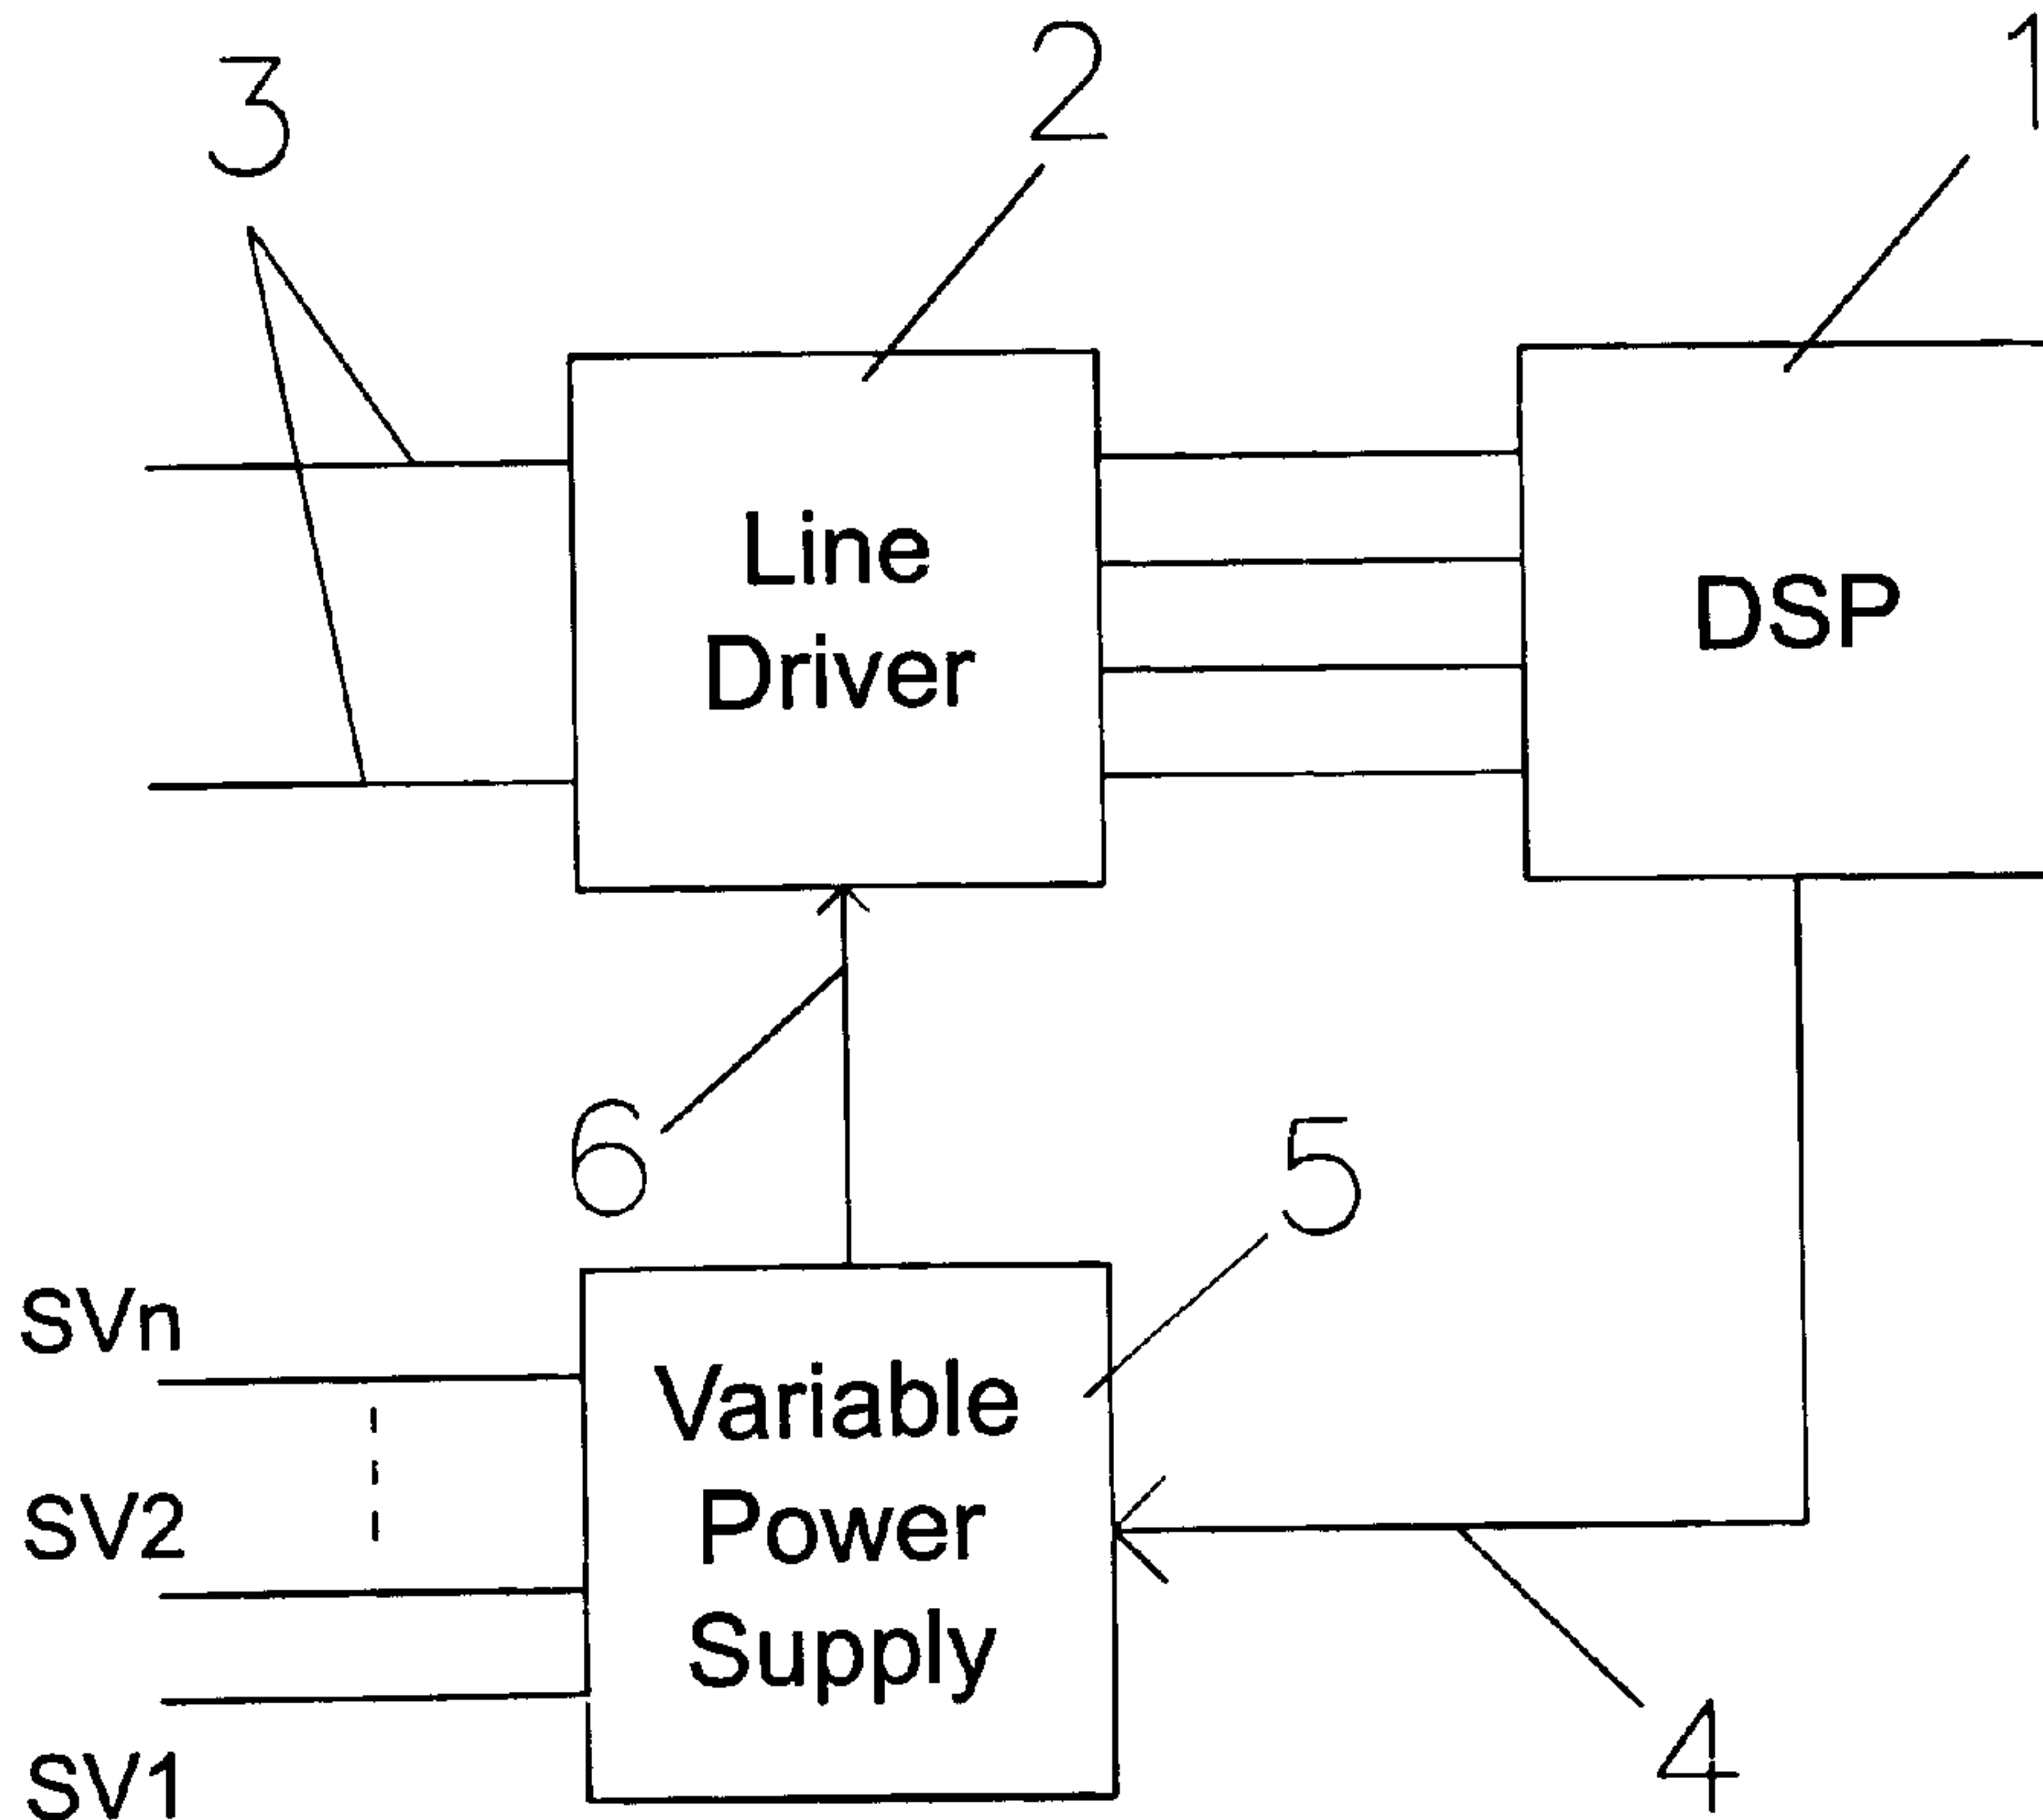 3
2
1
Line
Driver
DSP
6
5
SVn
Variable
SV2
Power
Supply
4
SV1